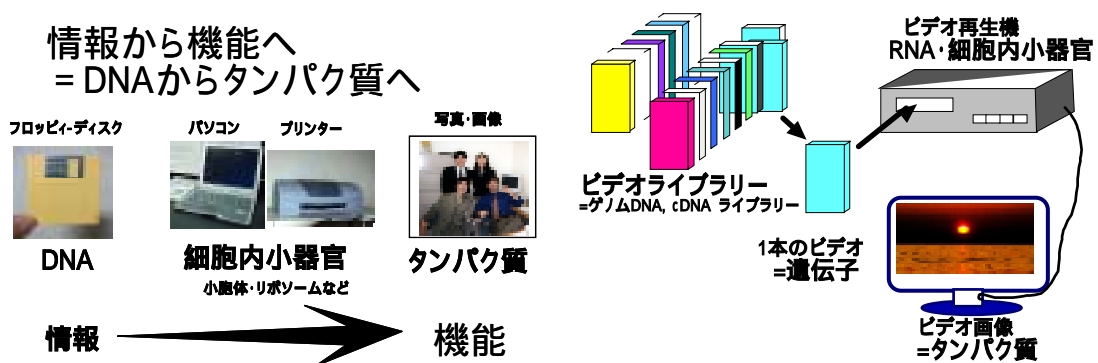 情報から機能へ
=DNAからタンパク質へ
フロッピィ-ディスク
パソコン
プリンター
写真・画像
DNA
細胞内小器官
小胞体・リボソームなど
タンパク質
情報
機能
ビデオライブラリー
=ゲノムDNA, cDNA ライブラリー
ビデオ再生機
RNA・細胞内小器官
1本のビデオ
=遺伝子
ビデオ画像
=タンパク質